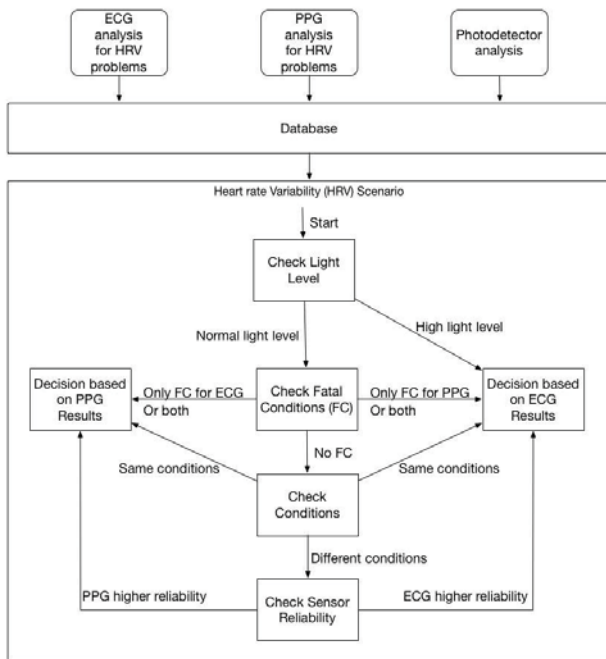 ECG
analysis
for HRV
problems
PPG
analysis
for HRV
problems
Photodetector
analysis
Database
Heart rate Variability (HRV) Scenario
Start
Check Light
Level
Normal light level
High light level
Decision based
on PPG
Results
Only FC for ECG
Or both
Check Fatal
Conditions (FC)
Only FC for PPG
Or both
Decision based
on ECG
Results
No FC
Same conditions
Same conditions
Check
Conditions
Different conditions
PPG higher reliability
Check Sensor
Reliability
ECG higher reliability